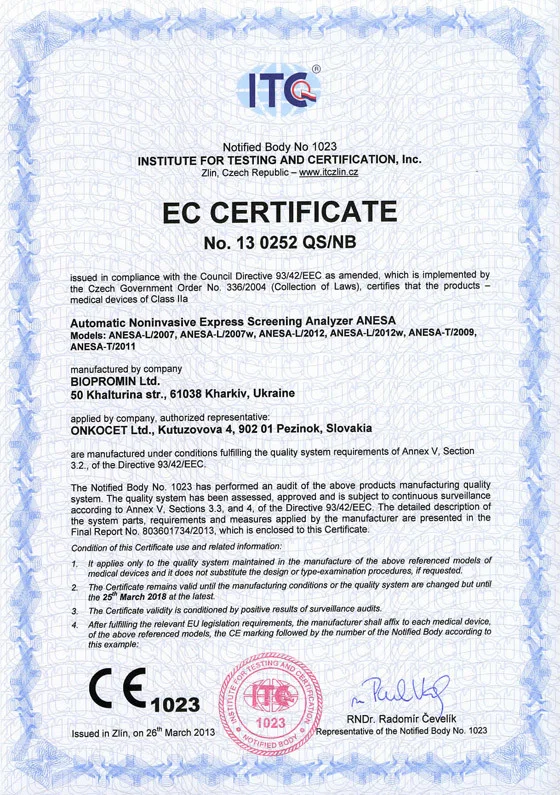 ITC ®
Notified Body No 1023
INSTITUTE FOR TESTING AND CERTIFICATION, Inc.
Zlin, Czech Republic – www.itczlin.cz
EC CERTIFICATE
No. 13 0252 QS/NB
issued in compliance with the Council Directive 93/42/EEC as amended, which is implemented by
the Czech Government Order No. 336/2004 (Collection of Laws), certifies that the products –
medical devices of Class IIa
Automatic Noninvasive Express Screening Analyzer ANESA
Models: ANESA-L/2007, ANESA-L/2007w, ANESA-L/2012, ANESA-L/2012w, ANESA-T/2009,
ANESA-T/2011
manufactured by company
BIOPROMIN Ltd.
50 Khalturina str., 61038 Kharkiv, Ukraine
applied by company, authorized representative:
ONKOCET Ltd., Kutuzovova 4, 902 01 Pezinok, Slovakia
are manufactured under conditions fulfilling the quality system requirements of Annex V, Section
3.2., of the Directive 93/42/EEC.
The Notified Body No. 1023 has performed an audit of the above products manufacturing quality
system. The quality system has been assessed, approved and is subject to continuous surveillance
according to Annex V, Sections 3.3, and 4, of the Directive 93/42/EEC. The detailed description of
the system parts, requirements and measures applied by the manufacturer are presented in the
Final Report No. 803601734/2013, which is enclosed to this Certificate.
Condition of this Certificate use and related information:
1. It applies only to the quality system maintained in the manufacture of the above referenced models of
medical devices and it does not substitute the design or type-examination procedures, if requested.
2. The Certificate remains valid until the manufacturing conditions or the quality system are changed but until
the 25th March 2018 at the latest.
3. The Certificate validity is conditioned by positive results of surveillance audits.
4. After fulfilling the relevant EU legislation requirements, the manufacturer shall affix to each medical device,
of the above referenced models, the CE marking followed by the number of the Notified Body according to
this example:
CE 1023
INSTITUTE FOR TESTING AND CERTIFICATION
ITC
1023
NOTIFIED BODY
Issued in Zlin, on 26th March 2013
RNDr. Radomir Čevelík
Representative of the Notified Body No. 1023